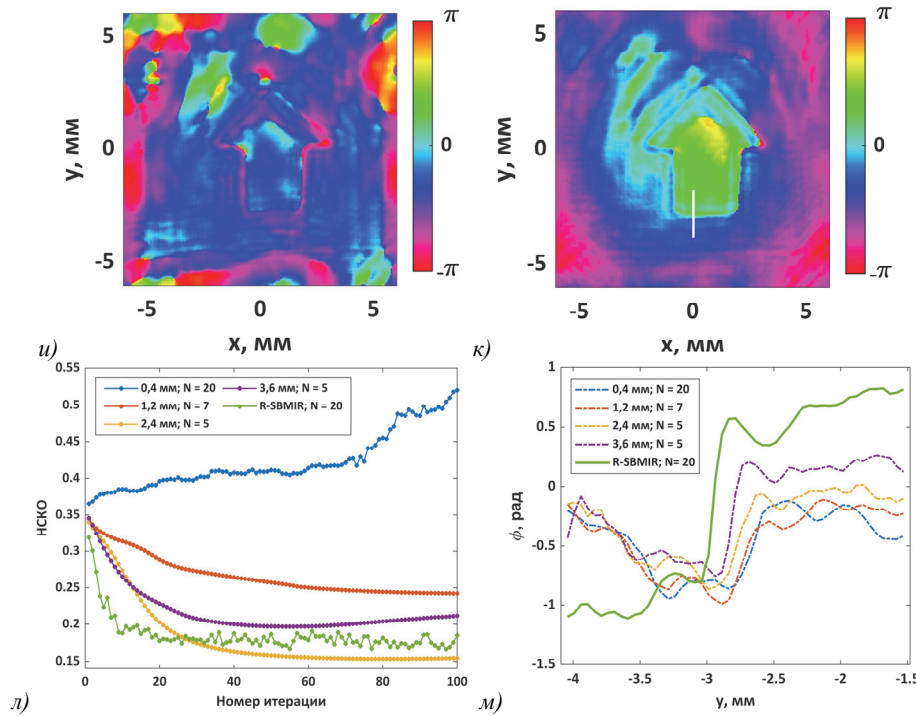 π
5
y, мм
0
0
-5
-π
-5
0
5
и)
x, мм
π
5
y, мм
0
0
-5
-π
-5
0
5
к)
x, мм
0.55
0,4 мм; N = 20
3,6 мм; N = 5
0.5
1,2 мм; N = 7
R-SBMIR; N = 20
2,4 мм; N = 5
0.45
0.4
НСКО
0.35
0.3
0.25
0.2
0.15
0
20
40
60
80
100
Номер итерации
л)
1.5
0,4 мм; N = 20
1,2 мм; N = 7
1
2,4 мм; N = 5
3,6 мм; N = 5
R-SBMIR; N= 20
0.5
ϕ, рад
0
-0.5
-1
-1.5
-4
-3.5
-3
-2.5
-2
-1.5
y, мм
м)